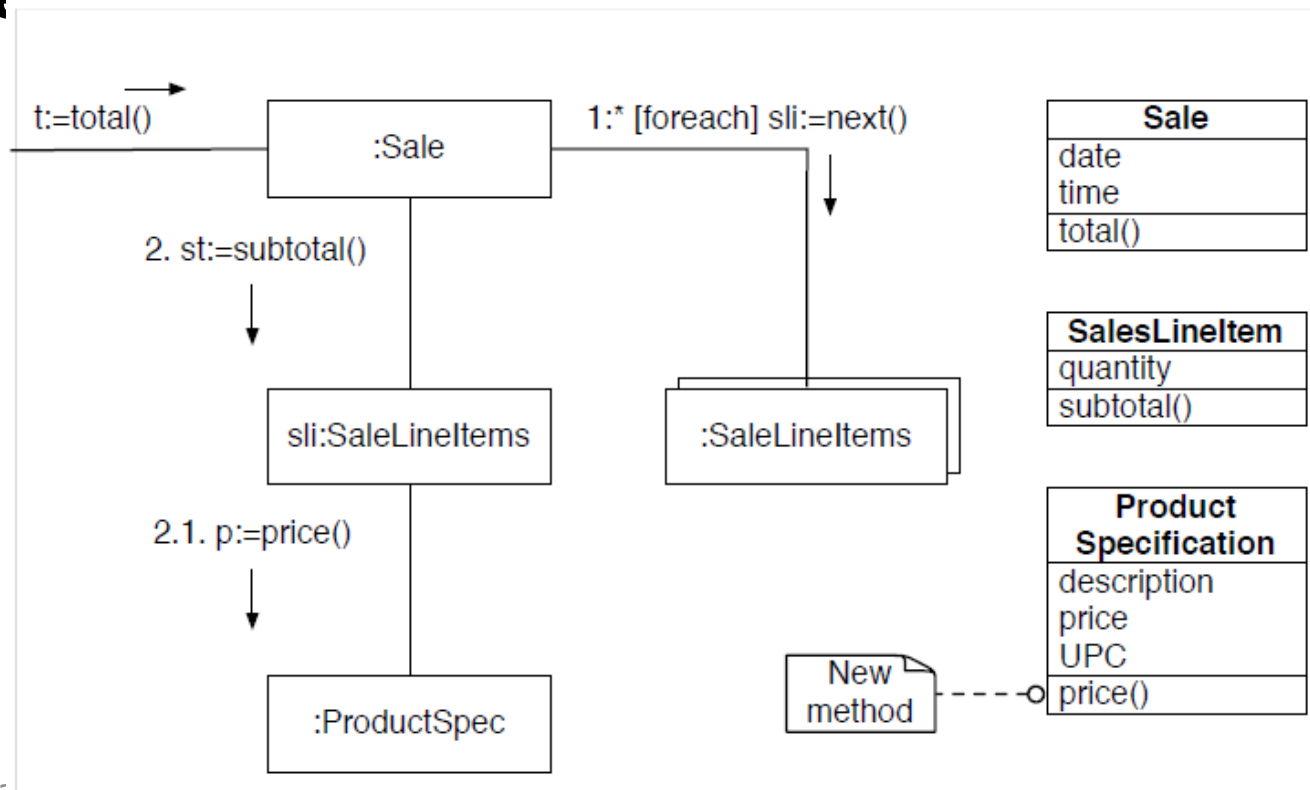 t:=total()
:Sale
1:* [foreach] sli:=next()
2. st:=subtotal()
sli:SaleLineItems
:SaleLineItems
2.1. p:=price()
:ProductSpec
Sale
date
time
total()
SalesLineItem
quantity
subtotal()
Product
Specification
description
price
UPC
price()
New
method